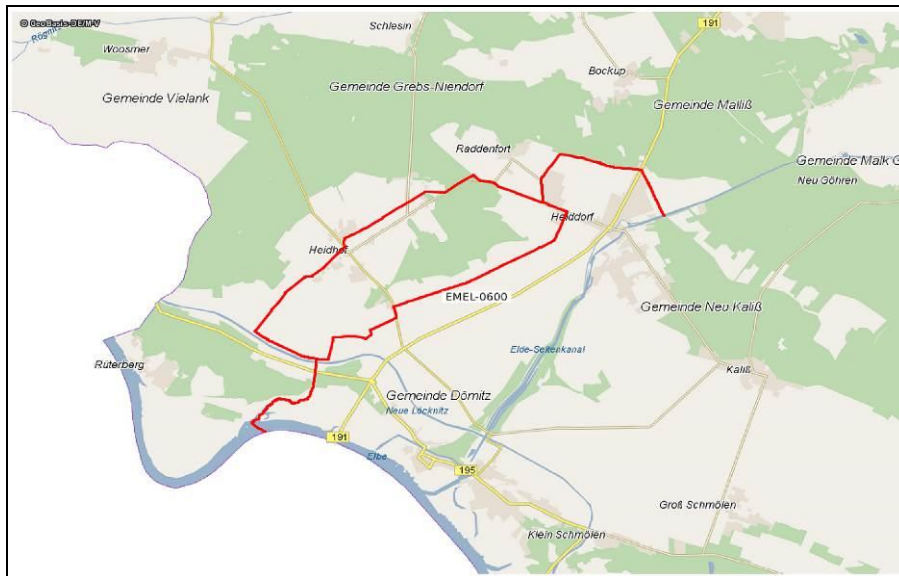 © GeoBasis-DE/M-V
Schlesin
191
Rögnitz
Woosmer
Bockup
Gemeinde Vielank
Gemeinde Grebs-Niendorf
Gemeinde Malliß
Raddenfort
Gemeinde Malk G
Neu Göhren
Heiddorf
Heidhof
EMEL-0600
Gemeinde Neu Kaliß
Elde-Seitenkanal
Rüterberg
Kaliß
Gemeinde Dömitz
Neue Löcknitz
191
Elbe
195
Groß Schmölen
Klein Schmölen